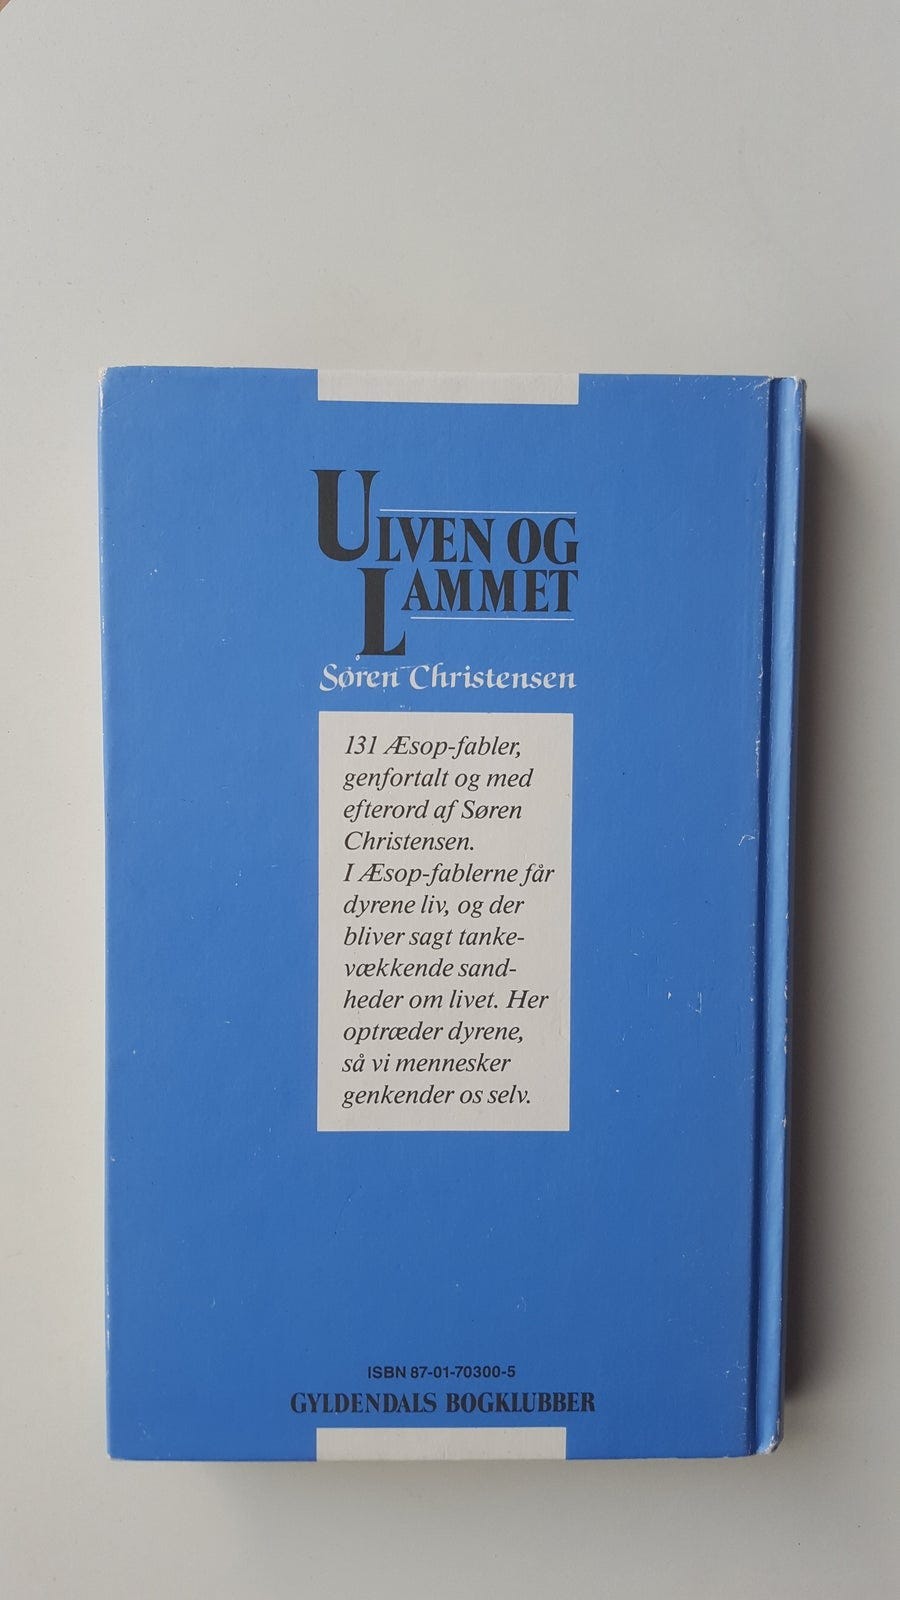 ULVEN OG
LAMMET
Søren Christensen
131 Æsop-fabler,
genfortalt og med
efterord af Søren
Christensen.
I Æsop-fablerne får
dyrene liv, og der
bliver sagt tanke-
vækkende sand-
heder om livet. Her
optræder dyrene,
så vi mennesker
genkender os selv.
ISBN 87-01-70300-5
GYLDENDALS BOGKLUBBER